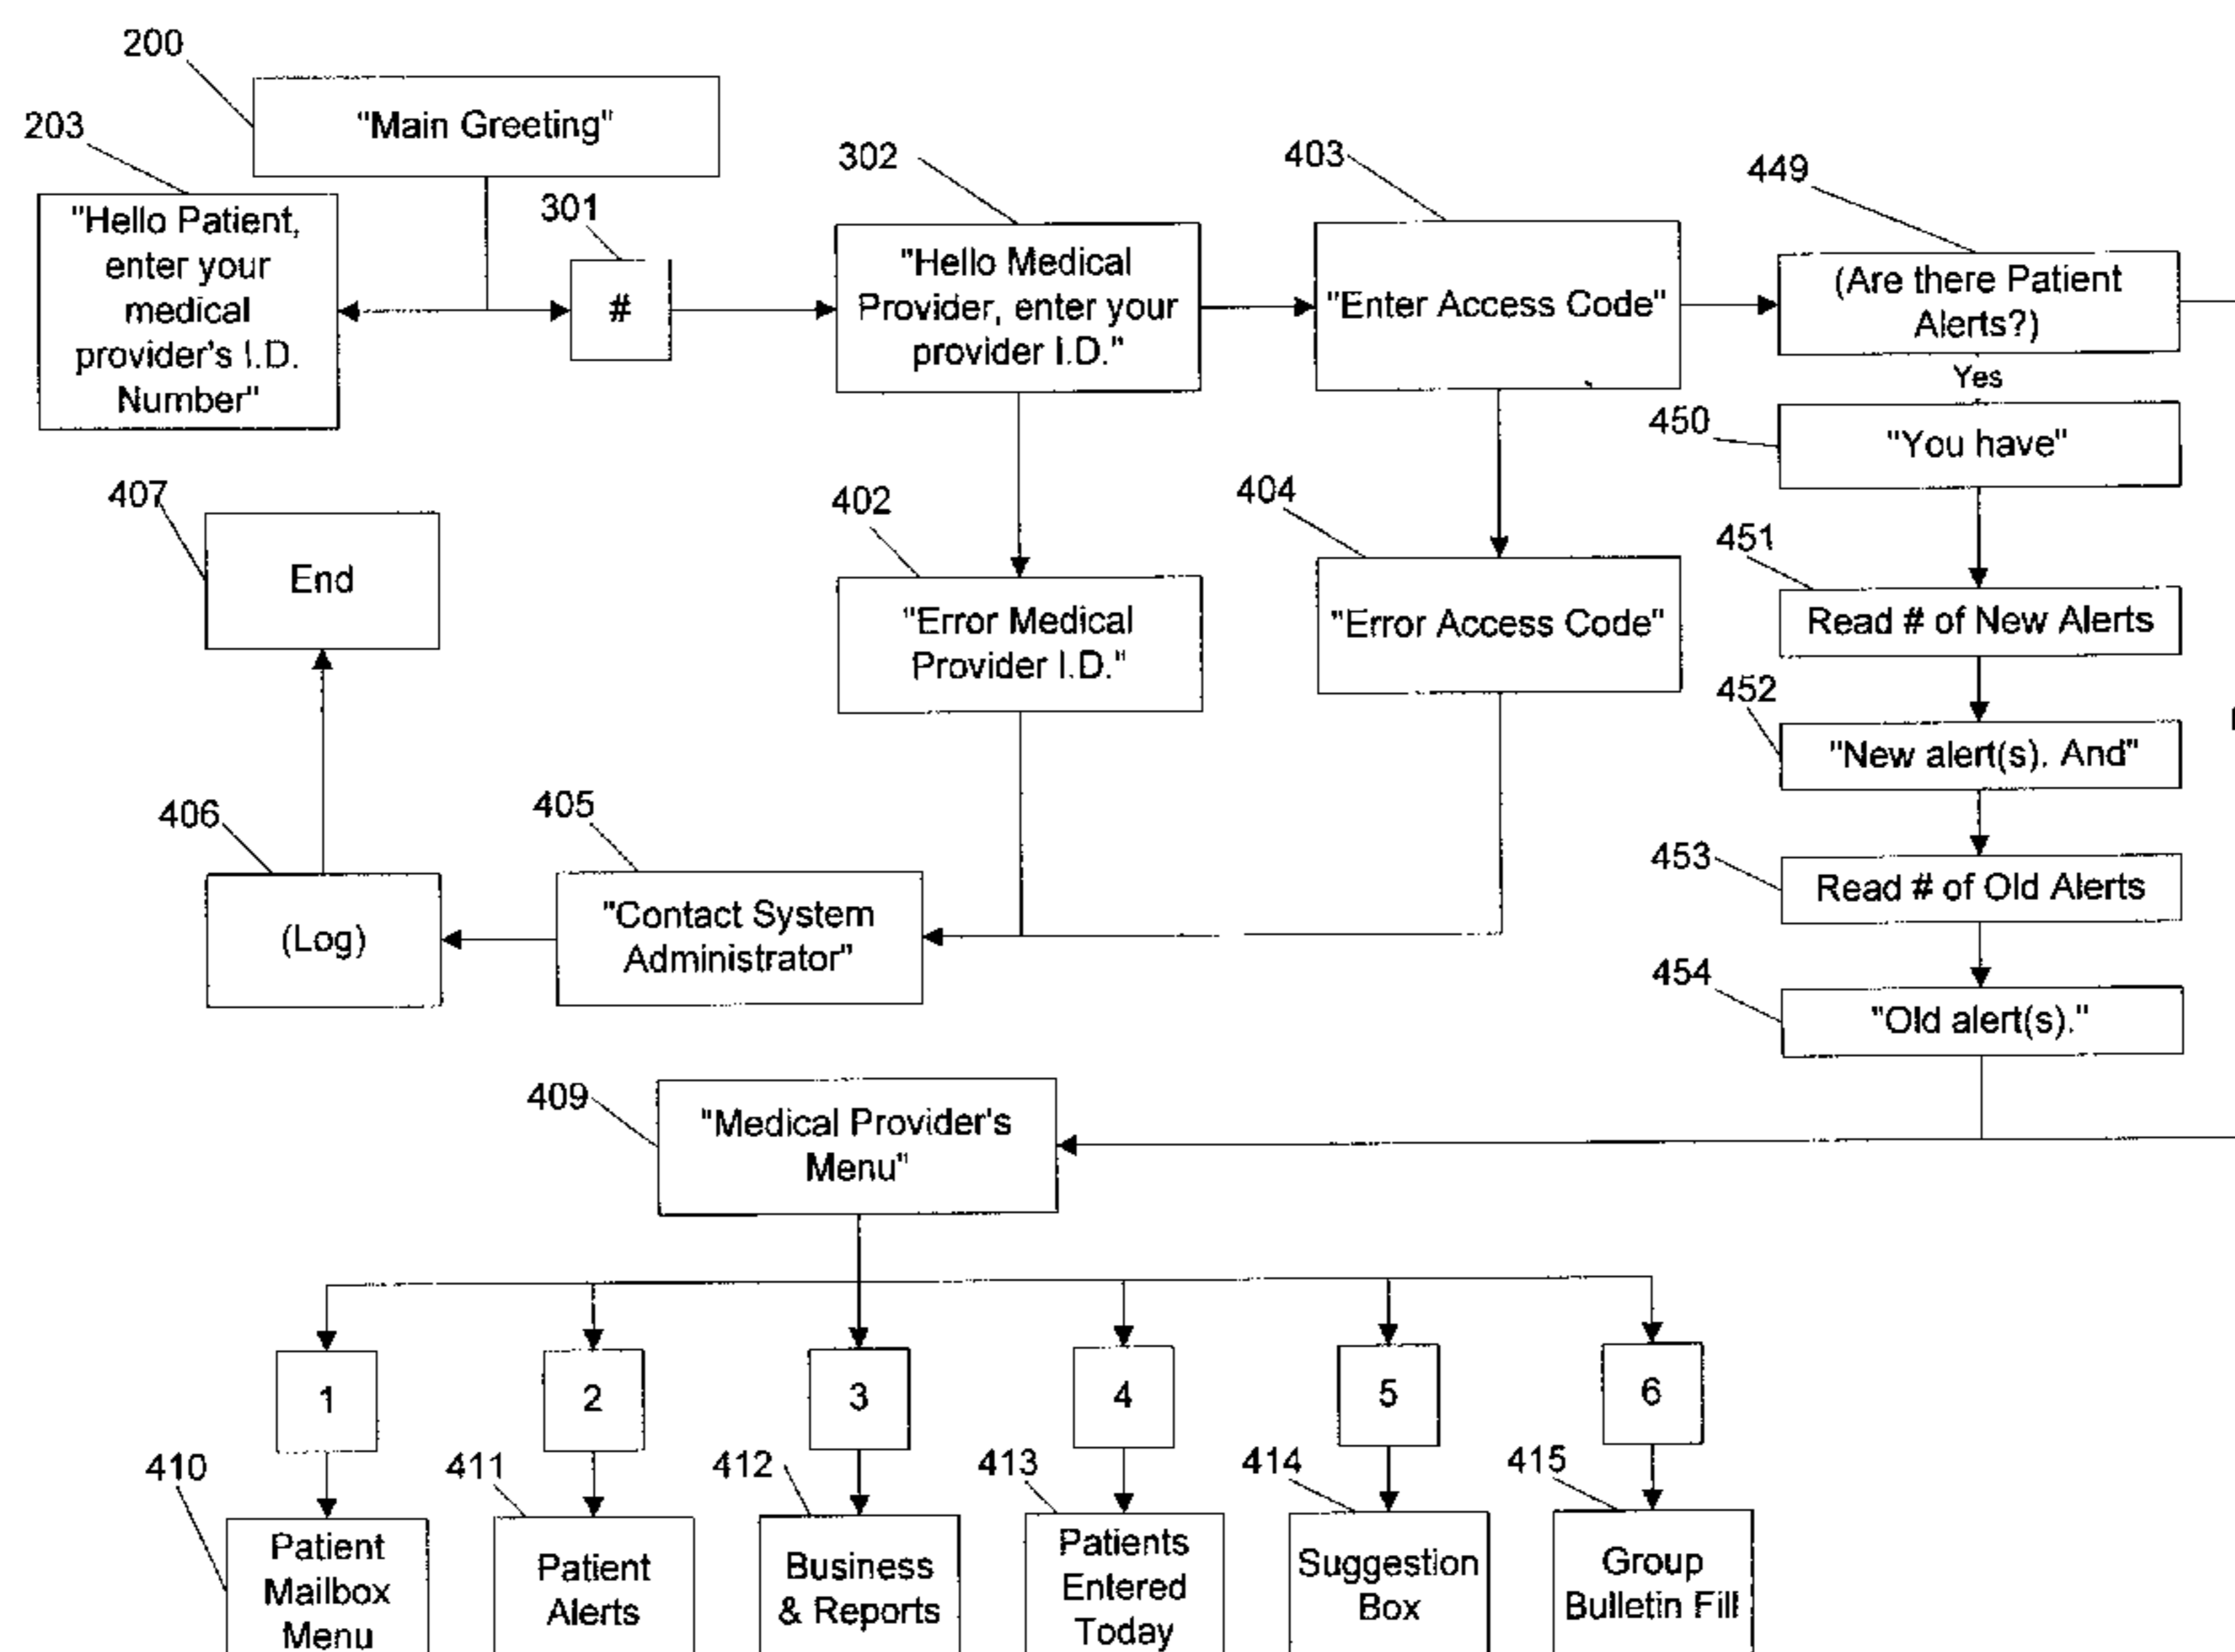 200
"Main Greeting"
203
"Hello Patient,
enter your
medical
provider's I.D.
Number"
301
#
302
"Hello Medical
Provider, enter your
provider I.D."
403
"Enter Access Code"
449
(Are there Patient
Alerts?)
Yes
450
"You have"
407
End
402
"Error Medical
Provider I.D."
404
"Error Access Code"
451
Read # of New Alerts
452
"New alert(s). And"
406
(Log)
405
"Contact System
Administrator"
453
Read # of Old Alerts
454
"Old alert(s)."
409
"Medical Provider's
Menu"
1
2
3
4
5
6
410
Patient
Mailbox
Menu
411
Patient
Alerts
412
Business
& Reports
413
Patients
Entered
Today
414
Suggestion
Box
415
Group
Bulletin Fill